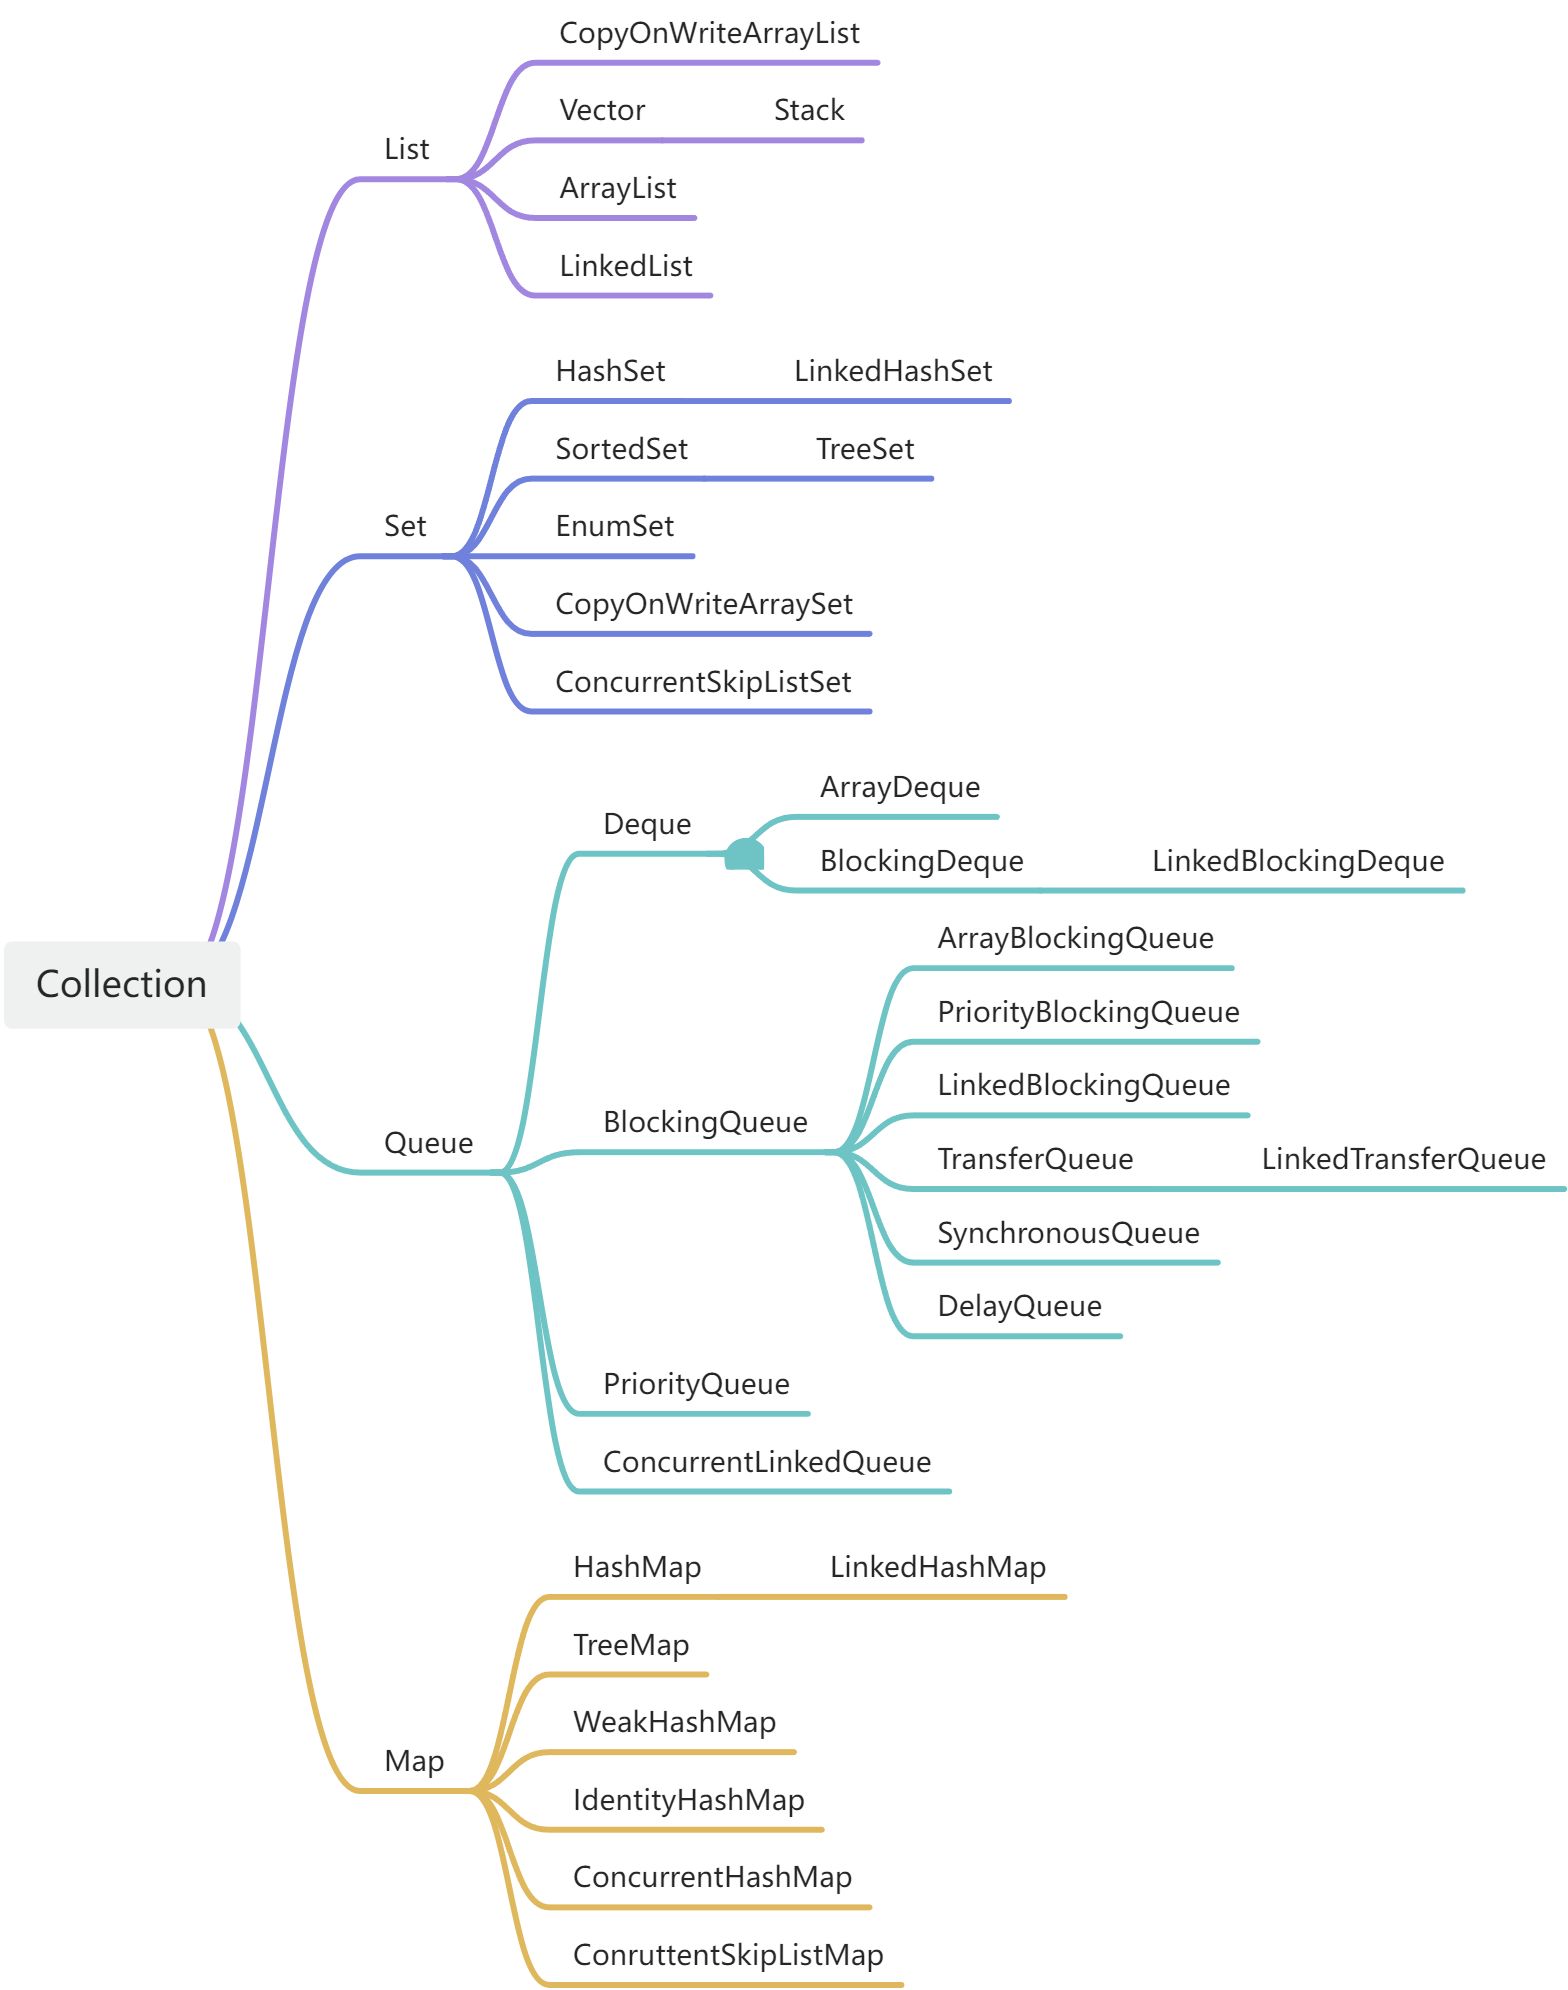 Collection
List
CopyOnWriteArrayList
Vector
Stack
ArrayList
LinkedList
Set
HashSet
LinkedHashSet
SortedSet
TreeSet
EnumSet
CopyOnWriteArraySet
ConcurrentSkipListSet
Queue
Deque
ArrayDeque
BlockingDeque
LinkedBlockingDeque
BlockingQueue
ArrayBlockingQueue
PriorityBlockingQueue
LinkedBlockingQueue
TransferQueue
LinkedTransferQueue
SynchronousQueue
DelayQueue
PriorityQueue
ConcurrentLinkedQueue
Map
HashMap
LinkedHashMap
TreeMap
WeakHashMap
IdentityHashMap
ConcurrentHashMap
ConruttentSkipListMap